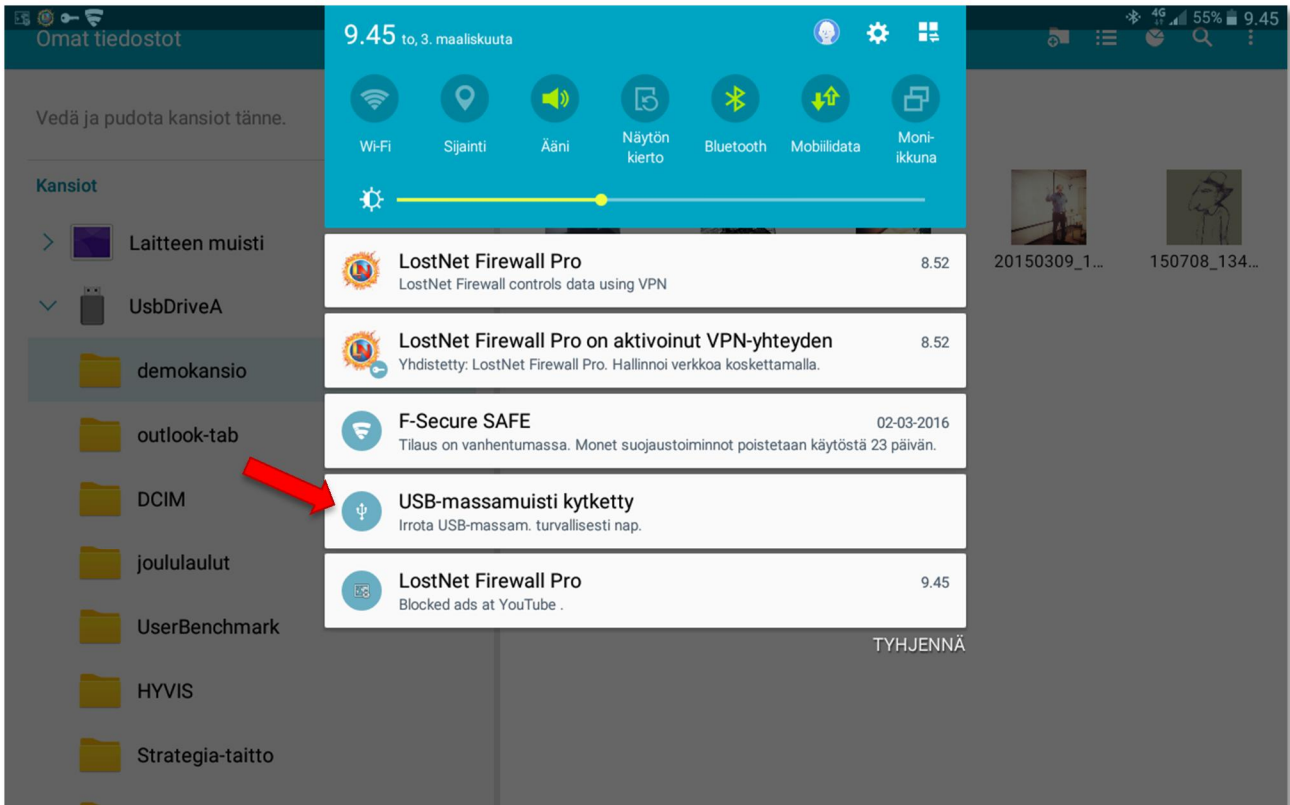 4G 55% 9.45
Omat tiedostot
Vedä ja pudota kansiot tänne.
Kansiot
Laitteen muisti
UsbDriveA
demokansio
outlook-tab
DCIM
joululaulut
UserBenchmark
HYVIS
Strategia-taitto
9.45 to, 3. maaliskuuta
Wi-Fi
Sijainti
Ääni
Näytön
kierto
Bluetooth
Mobiilidata
Moni-
ikkuna
LostNet Firewall Pro 8.52
LostNet Firewall controls data using VPN
LostNet Firewall Pro on aktivoinut VPN-yhteyden 8.52
Yhdistetty: LostNet Firewall Pro. Hallinnoi verkkoa koskettamalla.
F-Secure SAFE 02-03-2016
Tilaus on vanhentumassa. Monet suojaustoiminnot poistetaan käytöstä 23 päivän.
USB-massamuisti kytketty
Irrota USB-massam. turvallisesti nap.
LostNet Firewall Pro 9.45
Blocked ads at YouTube .
TYHJENNÄ
20150309_1...
150708_134...